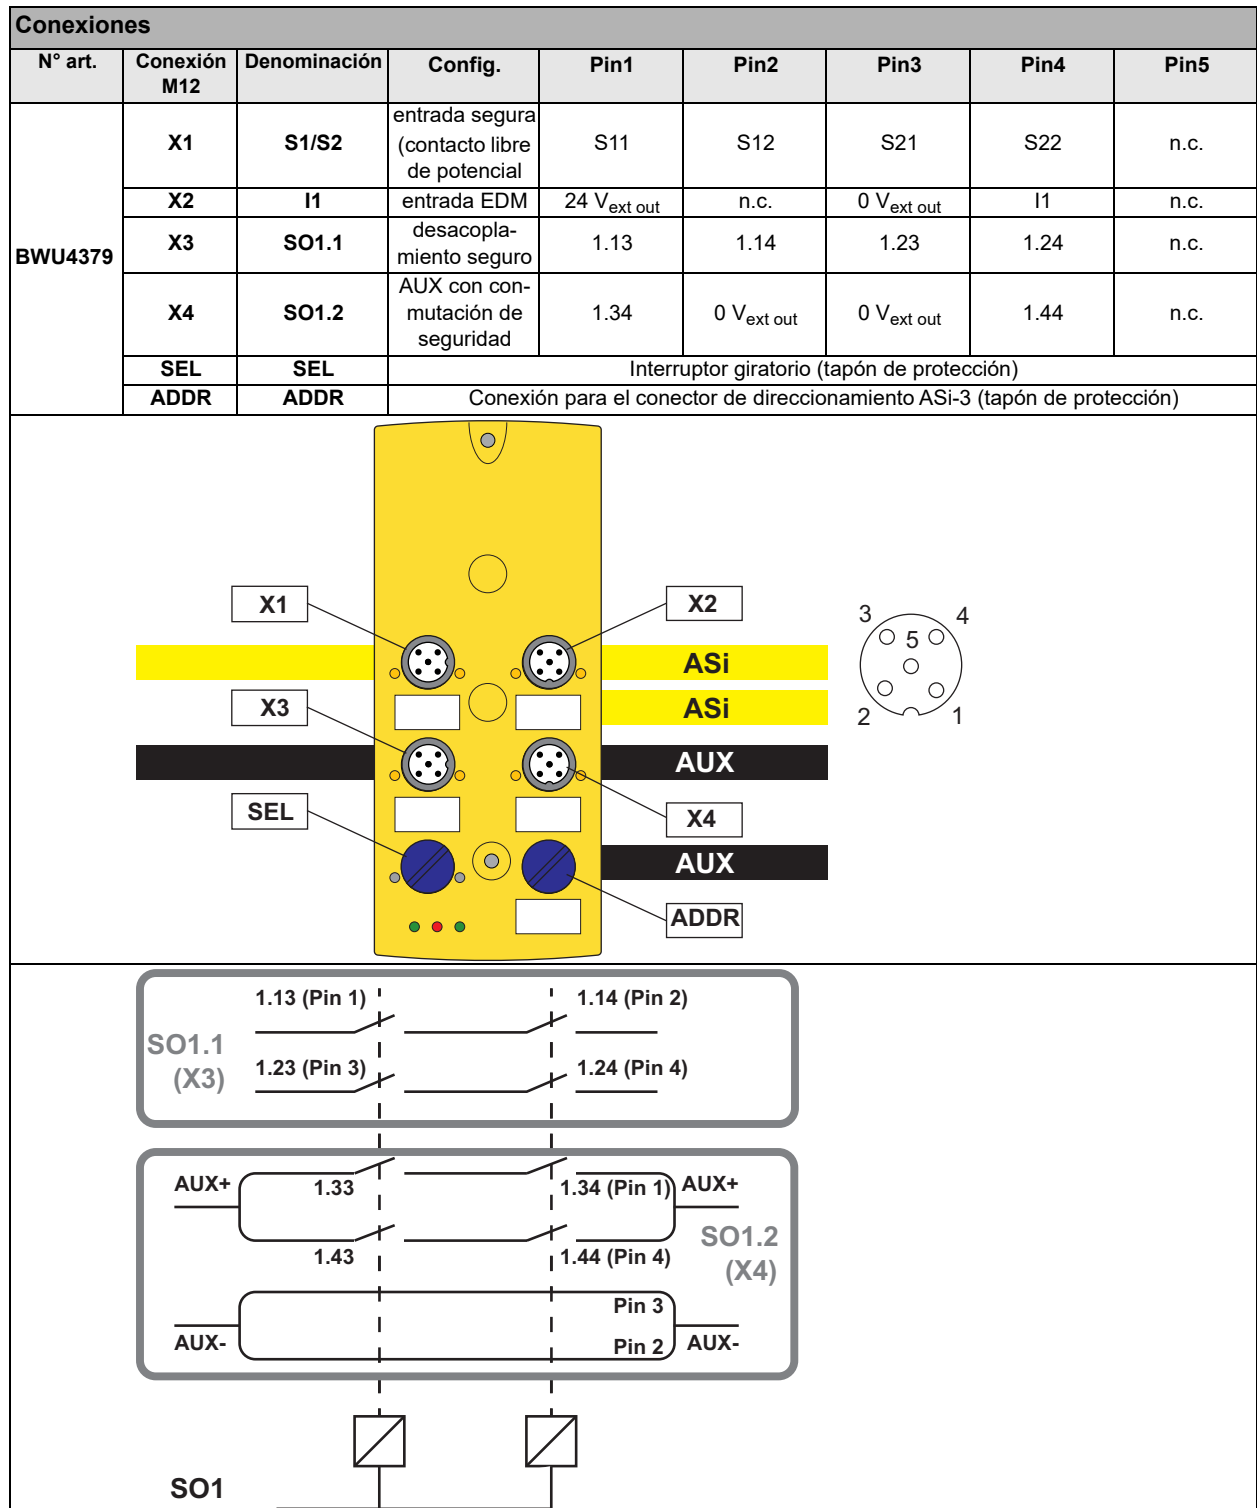 Conexiones
N° art. Conexión M12 Denominación Config. Pin1 Pin2 Pin3 Pin4 Pin5
BWU4379
X1 S1/S2 entrada segura (contacto libre de potencial S11 S12 S21 S22 n.c.
X2 I1 entrada EDM 24 Vext out n.c. 0 Vext out I1 n.c.
X3 SO1.1 desacopla-miento seguro 1.13 1.14 1.23 1.24 n.c.
X4 SO1.2 AUX con con-mutación de seguridad 1.34 0 Vext out 0 Vext out 1.44 n.c.
SEL SEL Interruptor giratorio (tapón de protección)
ADDR ADDR Conexión para el conector de direccionamiento ASi-3 (tapón de protección)
X1 X2
3 4
5
ASi
X3 ASi
2 1
AUX
SEL X4
AUX
ADDR
1.13 (Pin 1) 1.14 (Pin 2)
SO1.1
(X3)
1.23 (Pin 3) 1.24 (Pin 4)
AUX+ 1.33 1.34 (Pin 1) AUX+
SO1.2
(X4)
1.43 1.44 (Pin 4)
Pin 3
AUX- Pin 2 AUX-
SO1